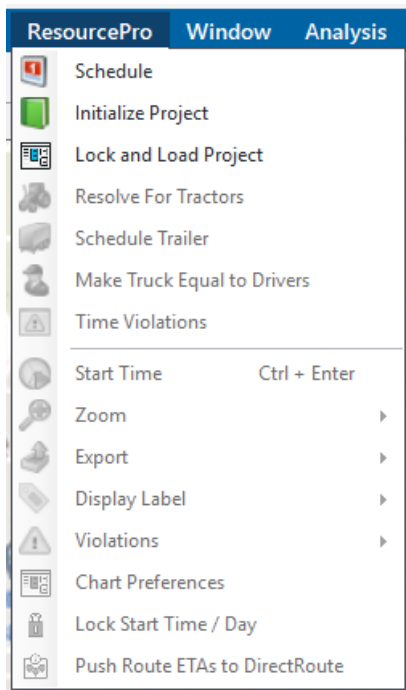 ResourcePro Window Analysis
1 Schedule
Initialize Project
Lock and Load Project
Resolve For Tractors
Schedule Trailer
Make Truck Equal to Drivers
Time Violations
Start Time Ctrl + Enter
Zoom
Export
Display Label
Violations
Chart Preferences
Lock Start Time / Day
Push Route ETAs to DirectRoute